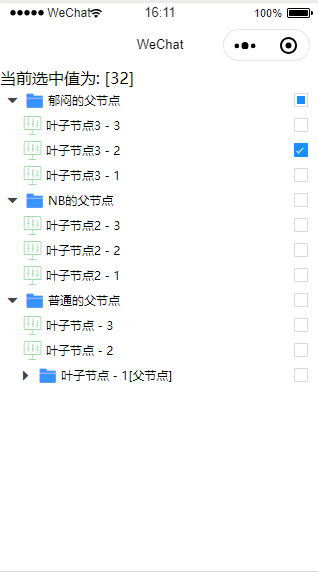 WeChat 16:11 100%
WeChat
当前选中值为: [32]
郁闷的父节点
叶子节点3 - 3
叶子节点3 - 2
叶子节点3 - 1
NB的父节点
叶子节点2 - 3
叶子节点2 - 2
叶子节点2 - 1
普通的父节点
叶子节点 - 3
叶子节点 - 2
叶子节点 - 1[父节点]